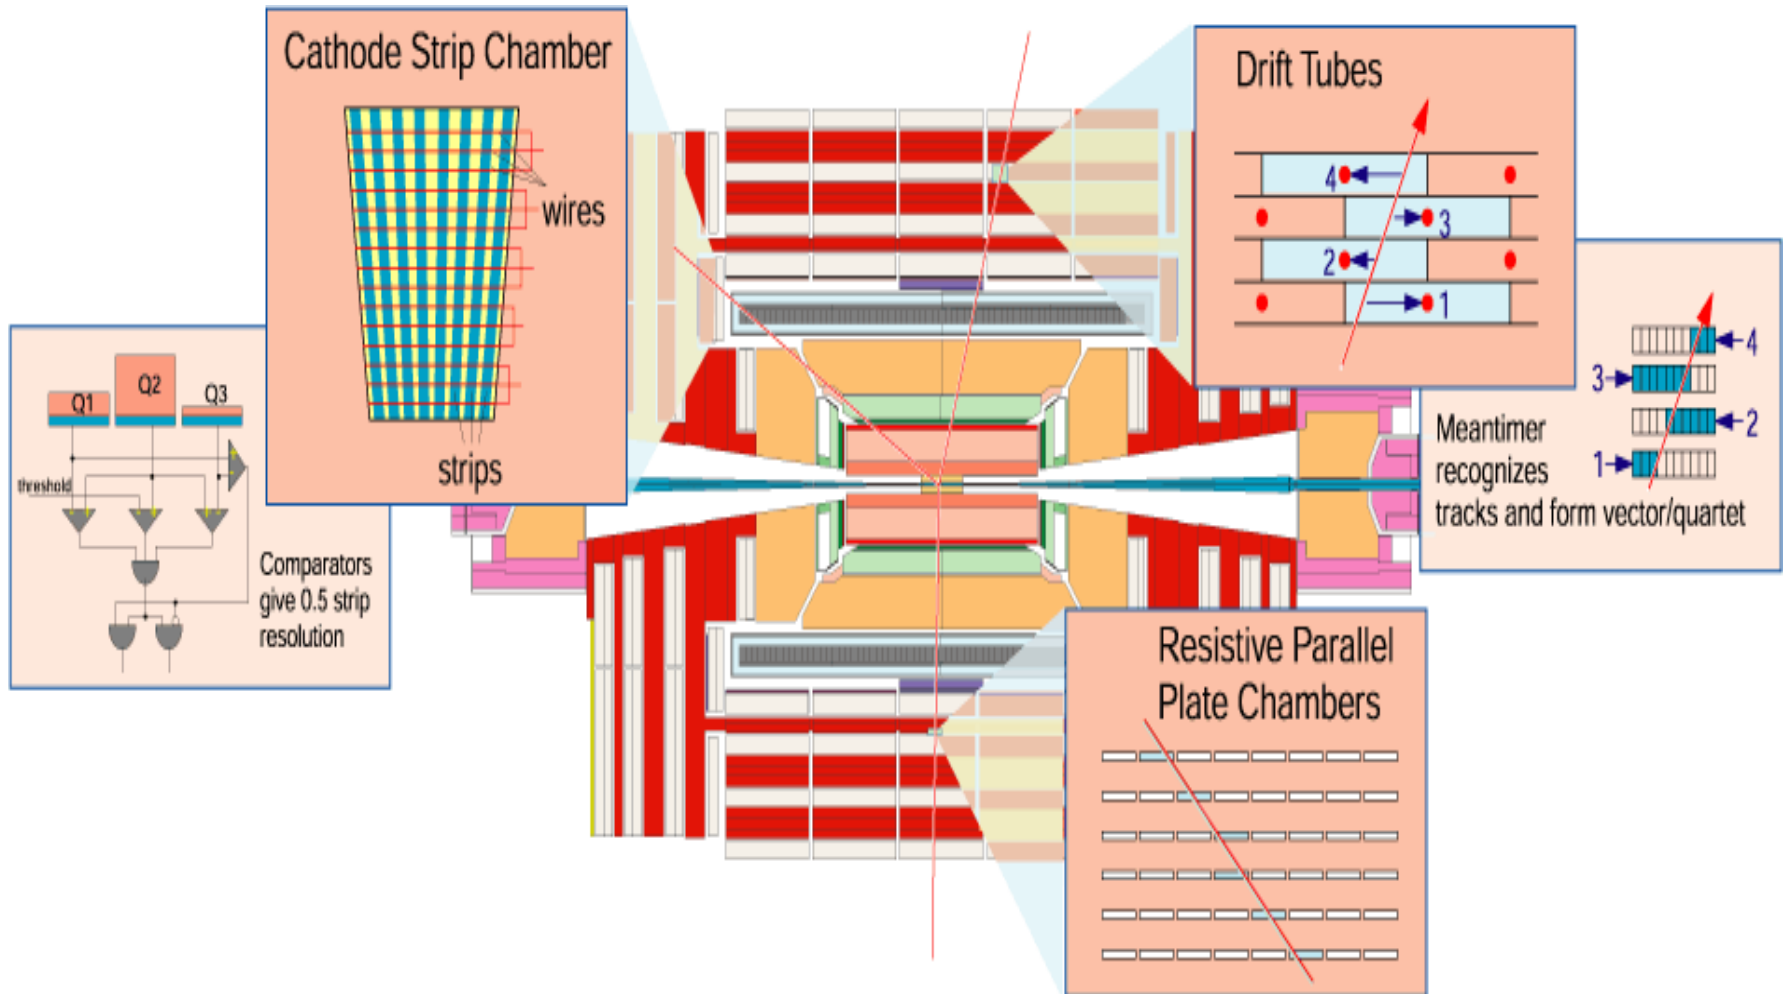 Cathode Strip Chamber
wires
strips
Q1
Q2
Q3
threshold
Comparators
give 0.5 strip
resolution
Drift Tubes
4
3
2
1
4
3
2
1
Meantimer
recognizes
tracks and form vector/quartet
Resistive Parallel
Plate Chambers